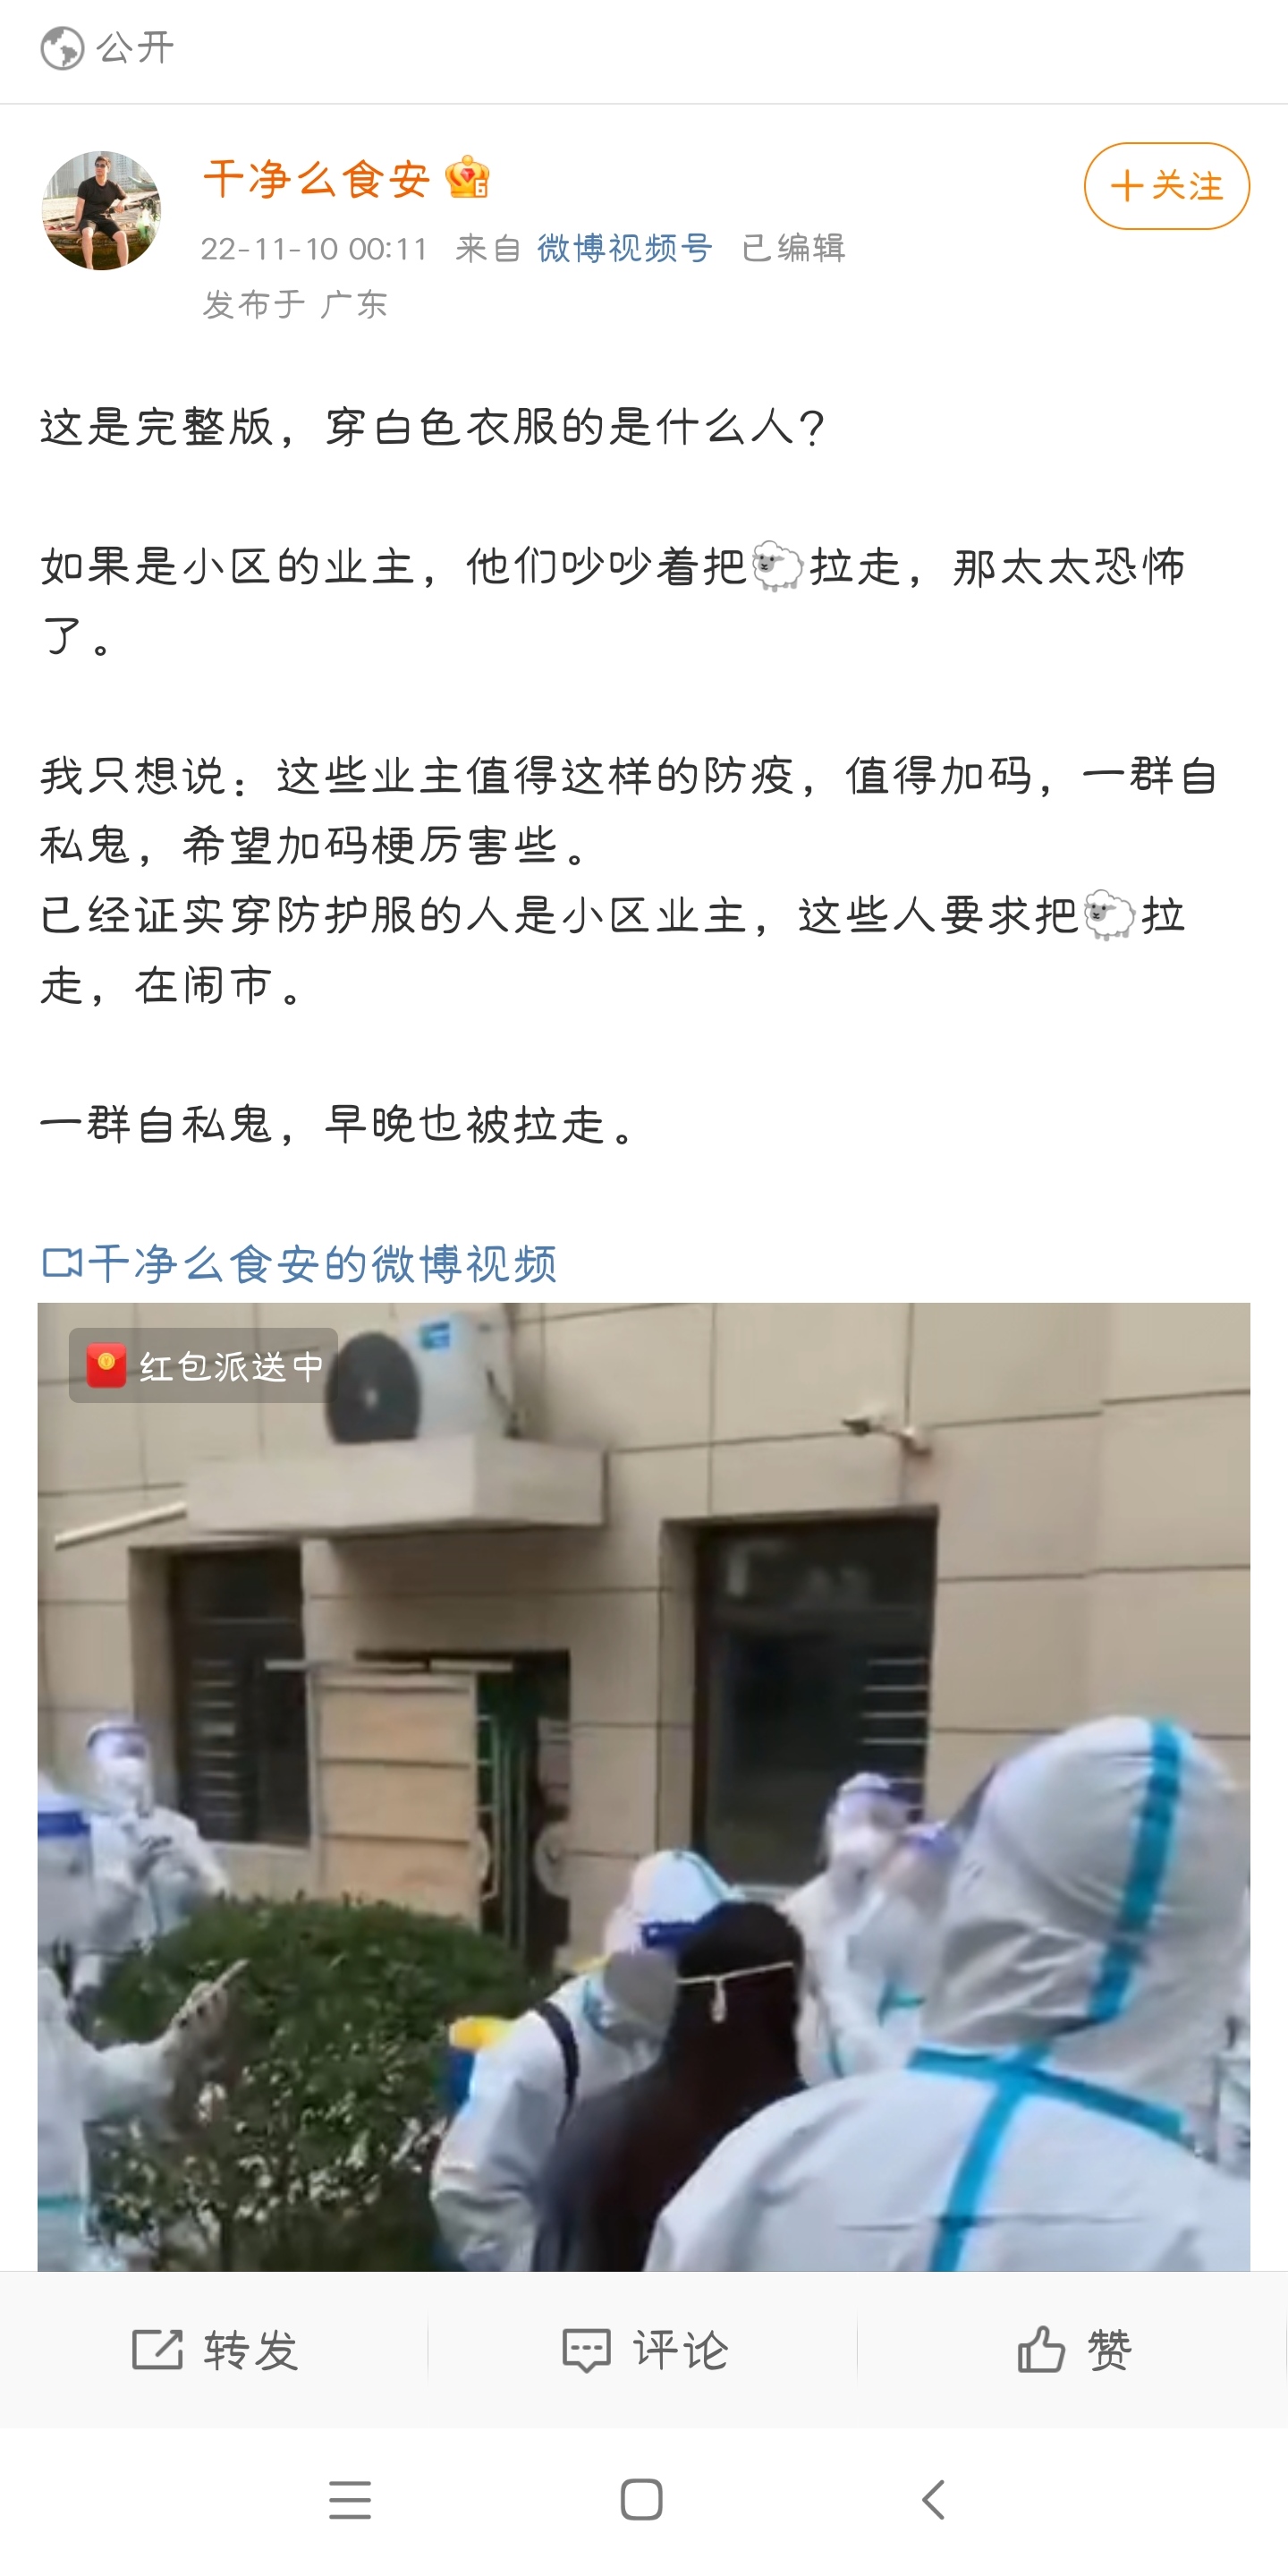 公开
干净么食安
6
+关注
22-11-10 00:11 来自 微博视频号 已编辑
发布于 广东
这是完整版，穿白色衣服的是什么人？
如果是小区的业主，他们吵吵着把🐑拉走，那太太恐怖
了。
我只想说：这些业主值得这样的防疫，值得加码，一群自
私鬼，希望加码梗厉害些。
已经证实穿防护服的人是小区业主，这些人要求把🐑拉
走，在闹市。
一群自私鬼，早晚也被拉走。
干净么食安的微博视频
红包派送中
转发
评论
赞